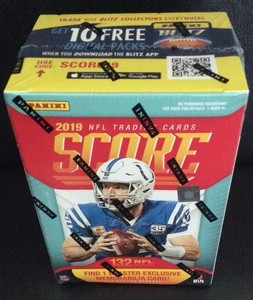 TRADE WITH BLITZ COLLECTORS EVERYWHERE!
GET 10 FREE
DIGITAL PACKS
WHEN YOU DOWNLOAD THE BLITZ APP
USE
CODE:
App Store
Google Play
PANINI
PANINI
2019 NFL TRADING CARDS
SCORE
132 NFL
FIND 1 BLASTER EXCLUSIVE
MEMORABILIA CARD!